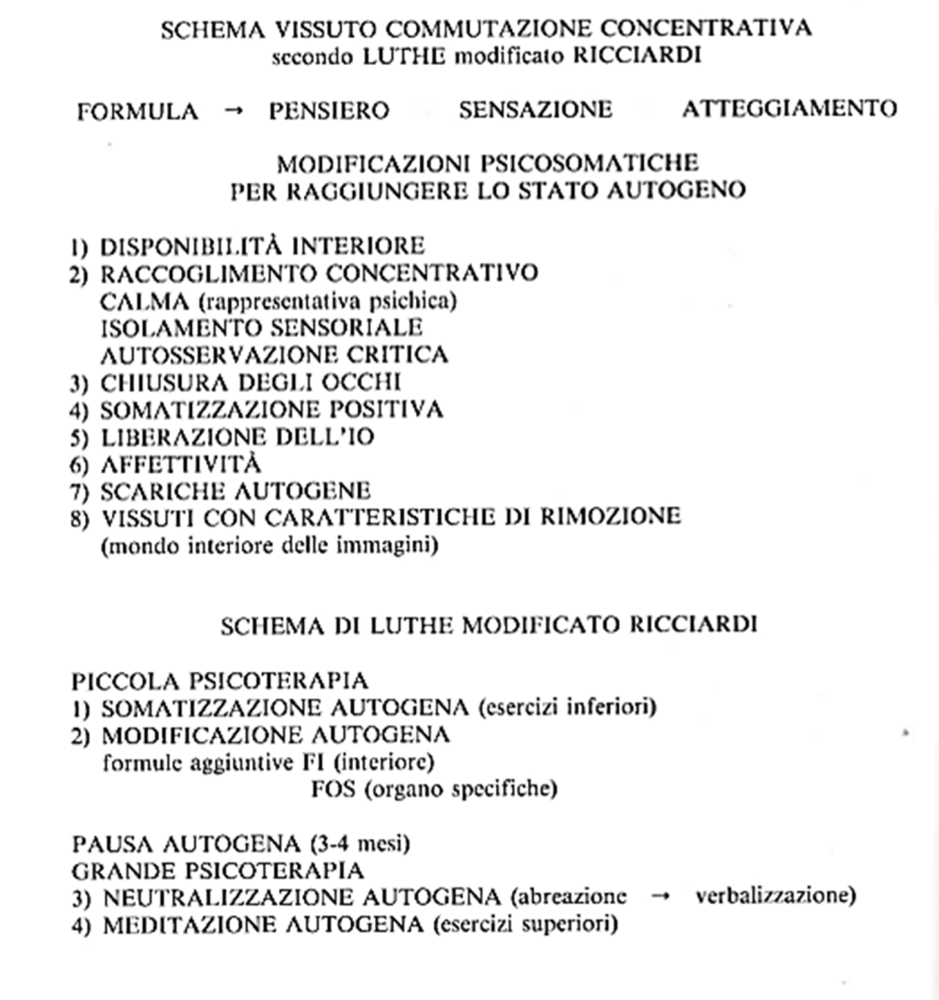 SCHEMA VISSUTO COMMUTAZIONE CONCENTRATIVA
secondo LUTHE modificato RICCIARDI
FORMULA → PENSIERO SENSAZIONE ATTEGGIAMENTO
MODIFICAZIONI PSICOSOMATICHE
PER RAGGIUNGERE LO STATO AUTOGENO
1) DISPONIBILITÀ INTERIORE
2) RACCOGLIMENTO CONCENTRATIVO
CALMA (rappresentativa psichica)
ISOLAMENTO SENSORIALE
AUTOSSERVAZIONE CRITICA
3) CHIUSURA DEGLI OCCHI
4) SOMATIZZAZIONE POSITIVA
5) LIBERAZIONE DELL'IO
6) AFFETTIVITÀ
7) SCARICHE AUTOGENE
8) VISSUTI CON CARATTERISTICHE DI RIMOZIONE
(mondo interiore delle immagini)
SCHEMA DI LUTHE MODIFICATO RICCIARDI
PICCOLA PSICOTERAPIA
1) SOMATIZZAZIONE AUTOGENA (esercizi inferiori)
2) MODIFICAZIONE AUTOGENA
formule aggiuntive FI (interiore)
FOS (organo specifiche)
PAUSA AUTOGENA (3-4 mesi)
GRANDE PSICOTERAPIA
3) NEUTRALIZZAZIONE AUTOGENA (abreazione → verbalizzazione)
4) MEDITAZIONE AUTOGENA (esercizi superiori)